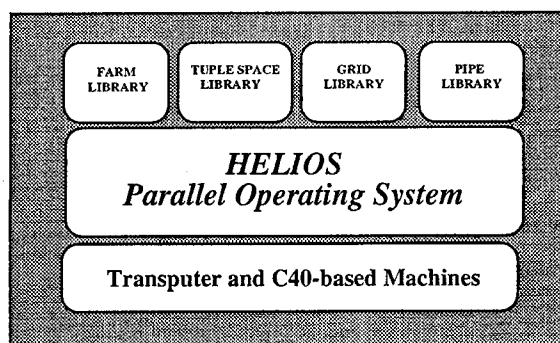 FARM
LIBRARY
TUPLE SPACE
LIBRARY
GRID
LIBRARY
PIPE
LIBRARY
HELIOS
Parallel Operating System
Transputer and C40-based Machines